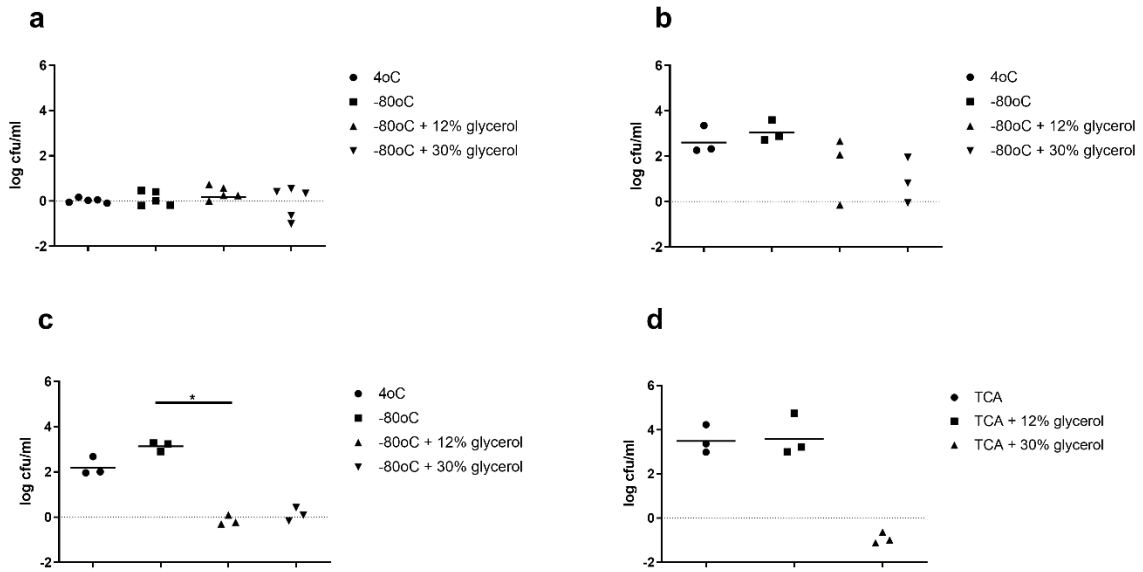 a
6
4
2
0
-2
log cfu/ml
4oC
-80oC
-80oC + 12% glycerol
-80oC + 30% glycerol
b
6
4
2
0
-2
log cfu/ml
4oC
-80oC
-80oC + 12% glycerol
-80oC + 30% glycerol
c
6
4
2
0
-2
log cfu/ml
*
4oC
-80oC
-80oC + 12% glycerol
-80oC + 30% glycerol
d
6
4
2
0
-2
log cfu/ml
TCA
TCA + 12% glycerol
TCA + 30% glycerol